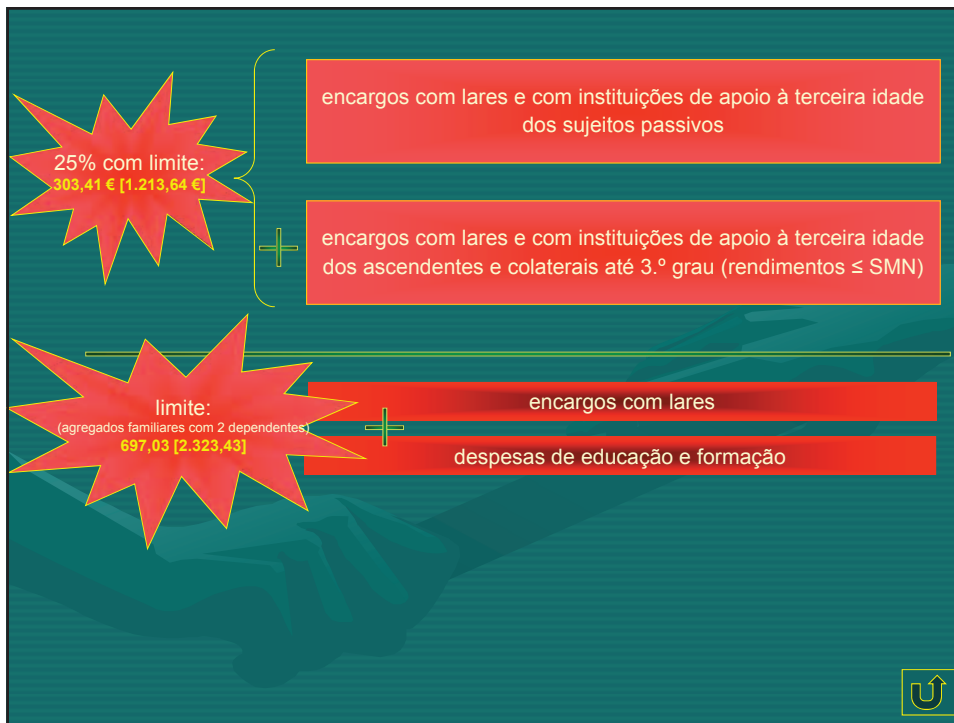 encargos com lares e com instituições de apoio à terceira idade
dos sujeitos passivos
25% com limite:
303,41 € [1.213,64 €]
encargos com lares e com instituições de apoio à terceira idade
dos ascendentes e colaterais até 3.º grau (rendimentos ≤ SMN)
limite:
(agregados familiares com 2 dependentes)
697,03 [2.323,43]
encargos com lares
despesas de educação e formação